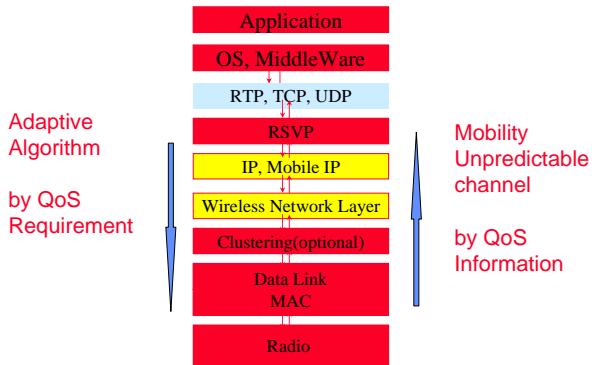 Application
OS, MiddleWare
RTP, TCP, UDP
RSVP
IP, Mobile IP
Wireless Network Layer
Clustering(optional)
Data Link
MAC
Radio
Adaptive
Algorithm
by QoS
Requirement
Mobility
Unpredictable
channel
by QoS
Information